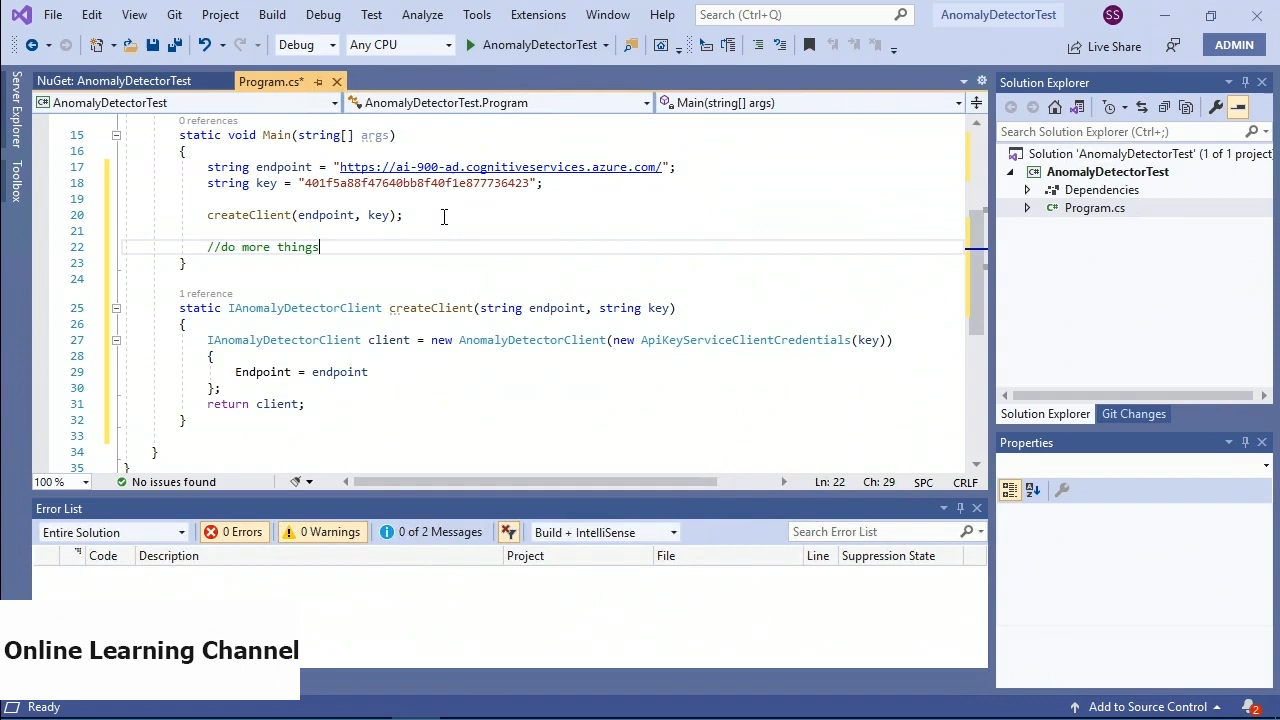 File Edit View Git Project Build Debug Test Analyze Tools Extensions Window Help Search (Ctrl+Q) AnomalyDetectorTest SS
Debug Any CPU AnomalyDetectorTest Live Share ADMIN
Server Explorer
Toolbox
NuGet: AnomalyDetectorTest Program.cs*
AnomalyDetectorTest AnomalyDetectorTest.Program Main(string[] args)
0 references
15 static void Main(string[] args)
16 {
17 string endpoint = "https://ai-900-ad.cognitiveservices.azure.com/";
18 string key = "401f5a88f47640bb8f40f1e877736423";
19
20 createClient(endpoint, key);
21
22 //do more things
23 }
24
1 reference
25 static IAnomalyDetectorClient createClient(string endpoint, string key)
26 {
27 IAnomalyDetectorClient client = new AnomalyDetectorClient(new ApiKeyServiceClientCredentials(key))
28 {
29 Endpoint = endpoint
30 };
31 return client;
32 }
33
34 }
35 }
100 % No issues found Ln: 22 Ch: 29 SPC CRLF
Solution Explorer
Search Solution Explorer (Ctrl+;)
Solution 'AnomalyDetectorTest' (1 of 1 project)
AnomalyDetectorTest
Dependencies
C# Program.cs
Solution Explorer Git Changes
Properties
Error List
Entire Solution 0 Errors 0 Warnings 0 of 2 Messages Build + IntelliSense Search Error List
Code Description Project File Line Suppression State
Online Learning Channel
Ready Add to Source Control 2